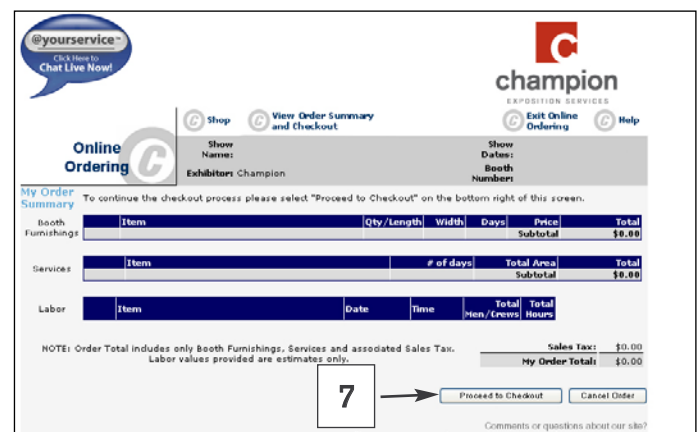 @yourservice™
Click Here to
Chat Live Now!
C
champion
EXPOSITION SERVICES
C Shop
C View Order Summary
and Checkout
C Exit Online
Ordering
C Help
Online
Ordering
C
Show
Name:
Show
Dates:
Exhibitor: Champion
Booth
Number:
My Order
Summary
To continue the checkout process please select "Proceed to Checkout" on the bottom right of this screen.
Booth
Furnishings
Item Qty/Length Width Days Price Total
Subtotal $0.00
Services
Item # of days Total Area Total
Subtotal $0.00
Labor
Item Date Time Total Men/Crews Total Hours
NOTE: Order Total includes only Booth Furnishings, Services and associated Sales Tax.
Labor values provided are estimates only.
Sales Tax: $0.00
My Order Total: $0.00
7
Proceed to Checkout Cancel Order
Comments or questions about our site?